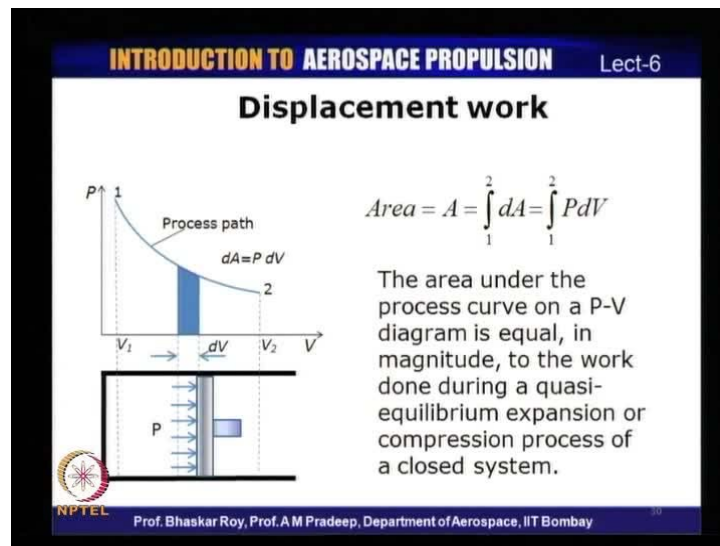 INTRODUCTION TO AEROSPACE PROPULSION Lect-6
Displacement work
P 1
Process path
dA=P dV
2
V₁ dV V₂ V
P
Area = A = ∫₁² dA = ∫₁² PdV
The area under the
process curve on a P-V
diagram is equal, in
magnitude, to the work
done during a quasi-
equilibrium expansion or
compression process of
a closed system.
NPTEL
Prof. Bhaskar Roy, Prof. A M Pradeep, Department of Aerospace, IIT Bombay
30